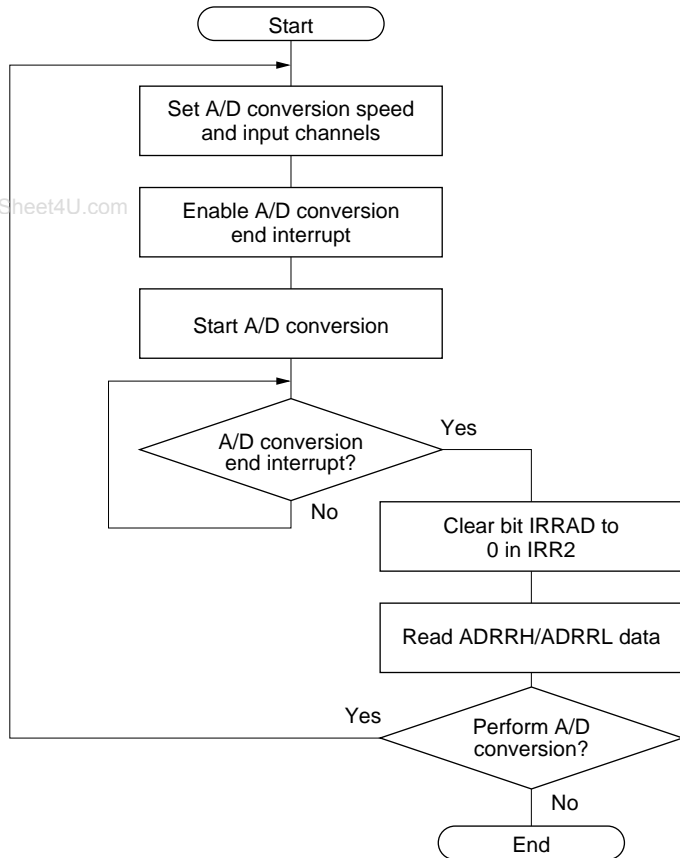 Start
Set A/D conversion speed
and input channels
Sheet4U.com
Enable A/D conversion
end interrupt
Start A/D conversion
A/D conversion
end interrupt?
Yes
No
Clear bit IRRAD to
0 in IRR2
Read ADRRH/ADRRL data
Yes
Perform A/D
conversion?
No
End